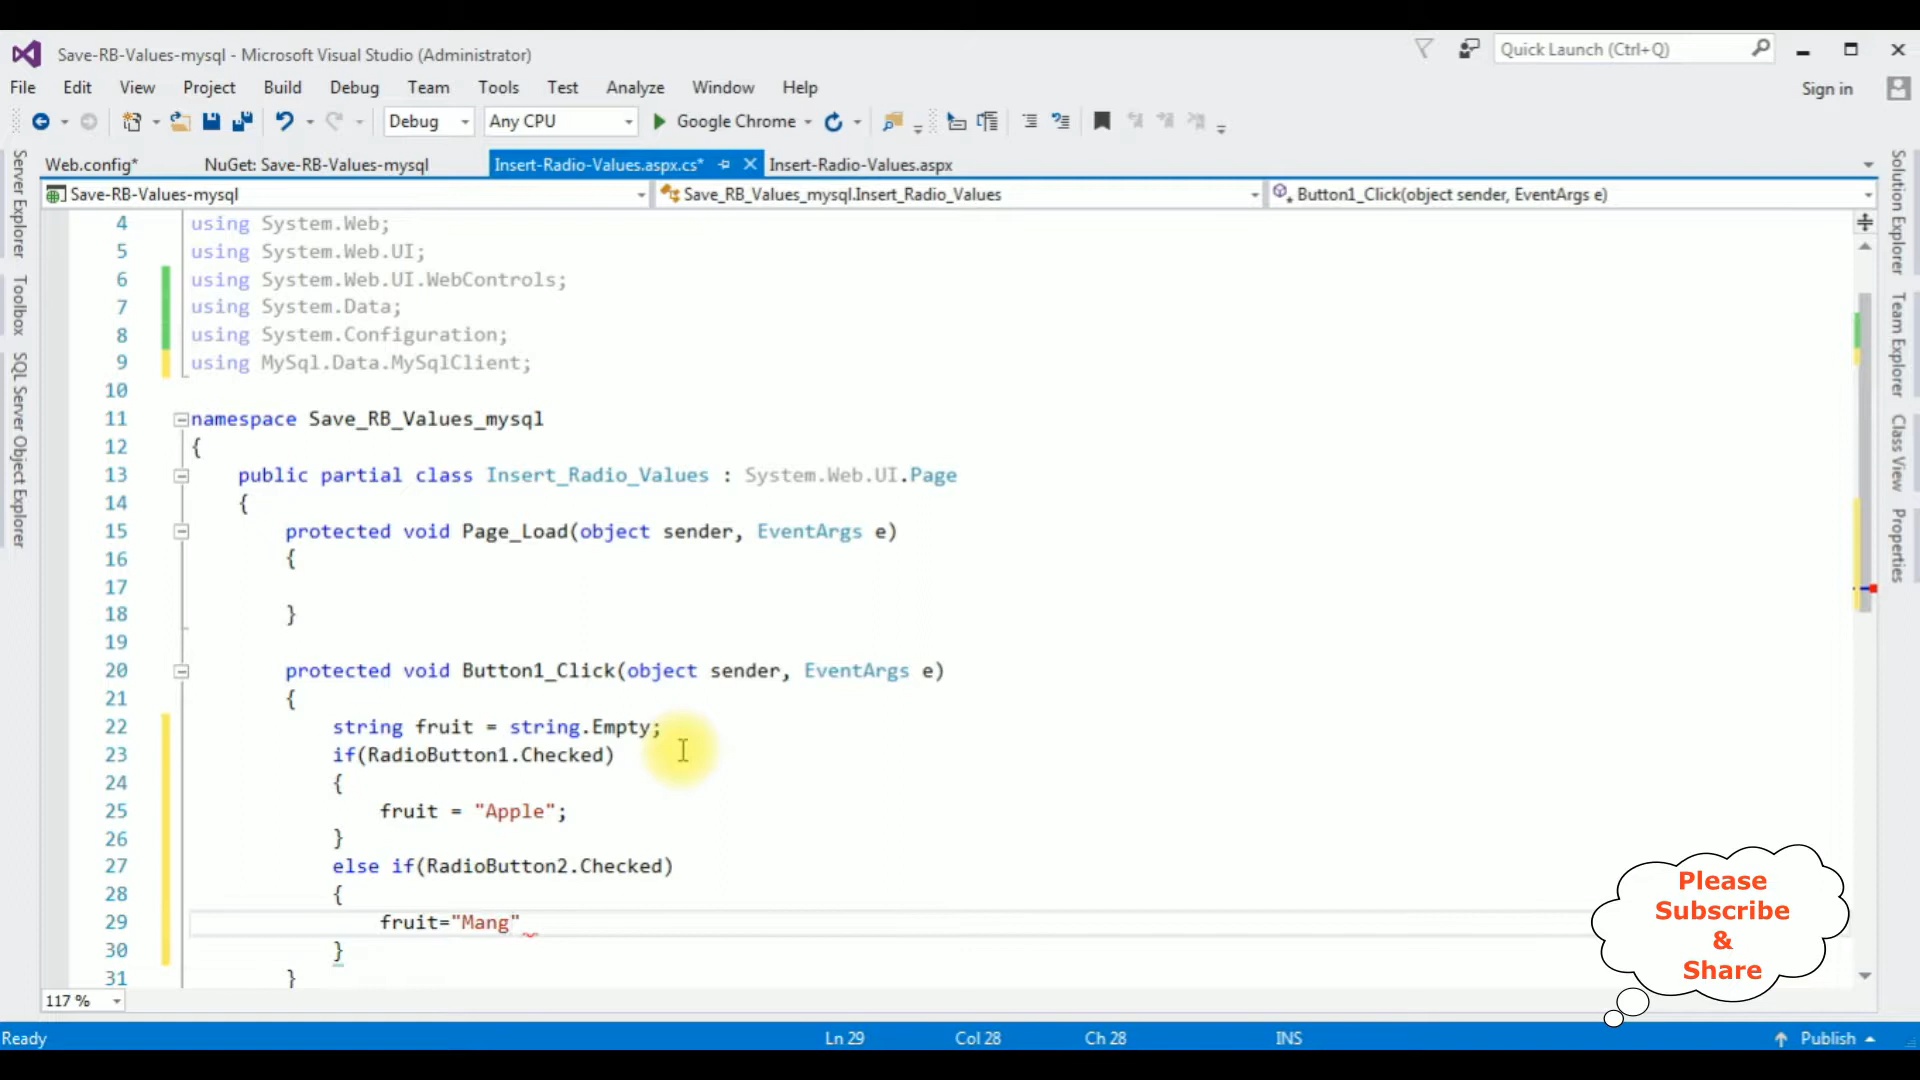 Save-RB-Values-mysql - Microsoft Visual Studio (Administrator)
Quick Launch (Ctrl+Q)
File Edit View Project Build Debug Team Tools Test Analyze Window Help
Sign in
Debug Any CPU Google Chrome
Web.config* NuGet: Save-RB-Values-mysql Insert-Radio-Values.aspx.cs* Insert-Radio-Values.aspx
Save-RB-Values-mysql Save_RB_Values_mysql.Insert_Radio_Values Button1_Click(object sender, EventArgs e)
Server Explorer
Toolbox
SQL Server Object Explorer
4 using System.Web;
5 using System.Web.UI;
6 using System.Web.UI.WebControls;
7 using System.Data;
8 using System.Configuration;
9 using MySql.Data.MySqlClient;
10
11 namespace Save_RB_Values_mysql
12 {
13 public partial class Insert_Radio_Values : System.Web.UI.Page
14 {
15 protected void Page_Load(object sender, EventArgs e)
16 {
17
18 }
19
20 protected void Button1_Click(object sender, EventArgs e)
21 {
22 string fruit = string.Empty;
23 if(RadioButton1.Checked)
24 {
25 fruit = "Apple";
26 }
27 else if(RadioButton2.Checked)
28 {
29 fruit="Mang"
30 }
31 }
Solution Explorer
Team Explorer
Class View
Properties
Please
Subscribe
&
Share
117 %
Ready Ln 29 Col 28 Ch 28 INS Publish